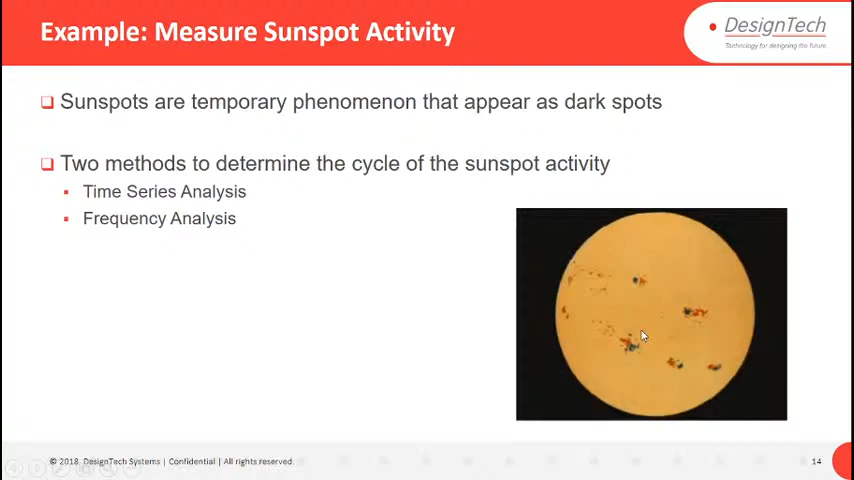 Example: Measure Sunspot Activity
DesignTech
Technology for designing the future
Sunspots are temporary phenomenon that appear as dark spots
Two methods to determine the cycle of the sunspot activity
Time Series Analysis
Frequency Analysis
© 2018. DesignTech Systems | Confidential | All rights reserved.
14